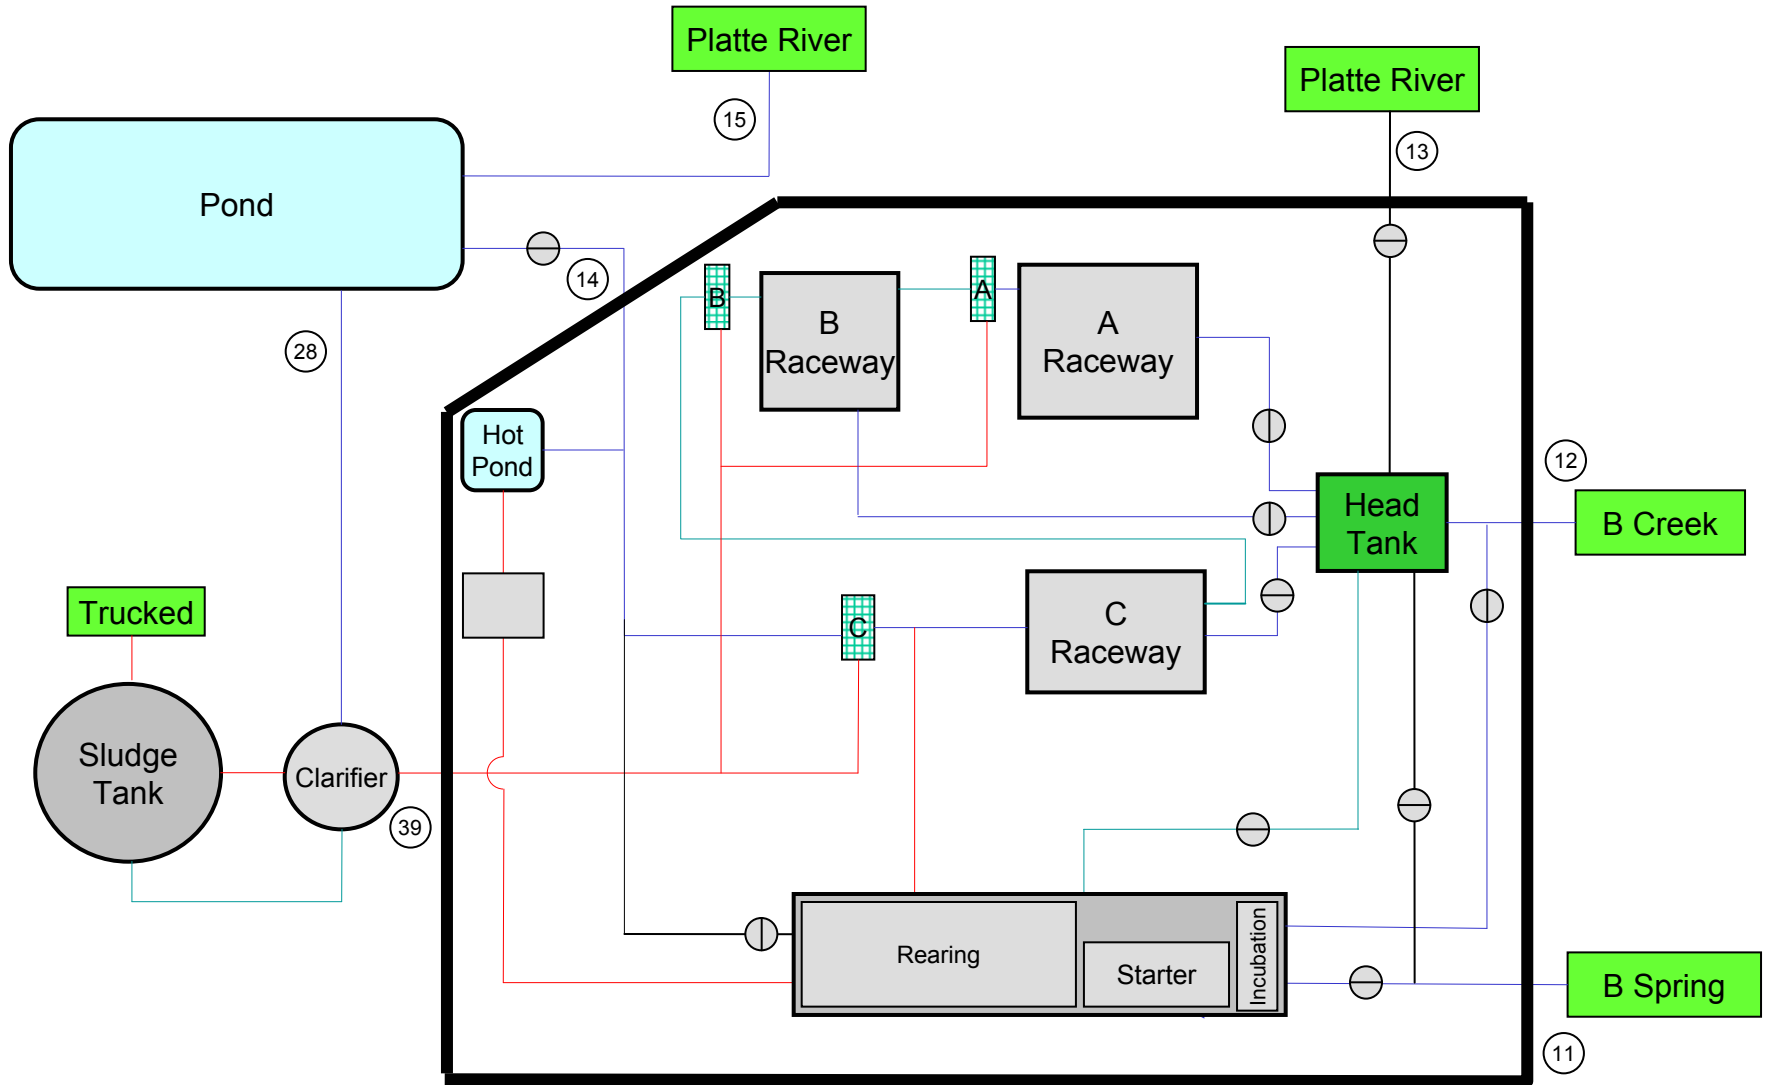 Platte River
Platte River
15
13
Pond
14
B
A
B
Raceway
A
Raceway
28
Hot
Pond
12
Head
Tank
B Creek
Trucked
C
C
Raceway
Sludge
Tank
Clarifier
39
Rearing
Starter
Incubation
B Spring
11